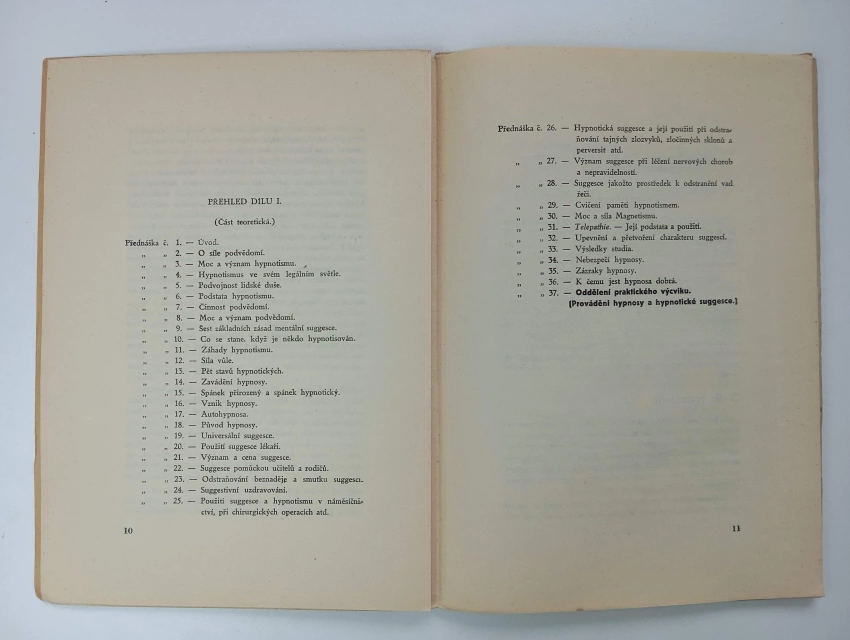 PREHLED DILU I.
(Část teoretická.)
Přednáška č. 1. — Úvod.
„ „ 2. — O síle podvědomí.
„ „ 3. — Moc a význam hypnotismu.
„ „ 4. — Hypnotismus ve svém legálním světle.
„ „ 5. — Podvojnost lidské duše.
„ „ 6. — Podstata hypnotismu.
„ „ 7. — Činnost podvědomí.
„ „ 8. — Moc a význam podvědomí.
„ „ 9. — Šest základních zásad mentální suggesce.
„ „ 10. — Co se stane, když je někdo hypnotisován.
„ „ 11. — Záhady hypnotismu.
„ „ 12. — Síla vůle.
„ „ 13. — Pět stavů hypnotických.
„ „ 14. — Zavádění hypnosy.
„ „ 15. — Spánek přirozený a spánek hypnotický.
„ „ 16. — Vznik hypnosy.
„ „ 17. — Autohypnosa.
„ „ 18. — Původ hypnosy.
„ „ 19. — Universální suggesce.
„ „ 20. — Použití suggesce lékaři.
„ „ 21. — Význam a cena suggesce.
„ „ 22. — Suggesce pomůckou učitelů a rodičů.
„ „ 23. — Odstraňování beznaděje a smutku suggescí.
„ „ 24. — Suggestivní uzdravování.
„ „ 25. — Použití suggesce a hypnotismu v náměsíčni-
ctví, při chirurgických operacích atd.
10
Přednáška č. 26. — Hypnotická suggesce a její použití při odstra-
ňování tajných zlozvyků, zločinných sklonů a
perversit atd.
„ „ 27. — Význam suggesce při léčení nervových chorob
a nepravidelností.
„ „ 28. — Suggesce jakožto prostředek k odstranění vad
řeči.
„ „ 29. — Cvičení paměti hypnotismem.
„ „ 30. — Moc a síla Magnetismu.
„ „ 31. — Telepathie. — Její podstata a použití.
„ „ 32. — Upevnění a přetvoření charakteru suggescí.
„ „ 33. — Výsledky studia.
„ „ 34. — Nebezpečí hypnosy.
„ „ 35. — Zázraky hypnosy.
„ „ 36. — K čemu jest hypnosa dobrá.
„ „ 37. — Oddělení praktického výcviku.
(Provádění hypnosy a hypnotické suggesce.)
11